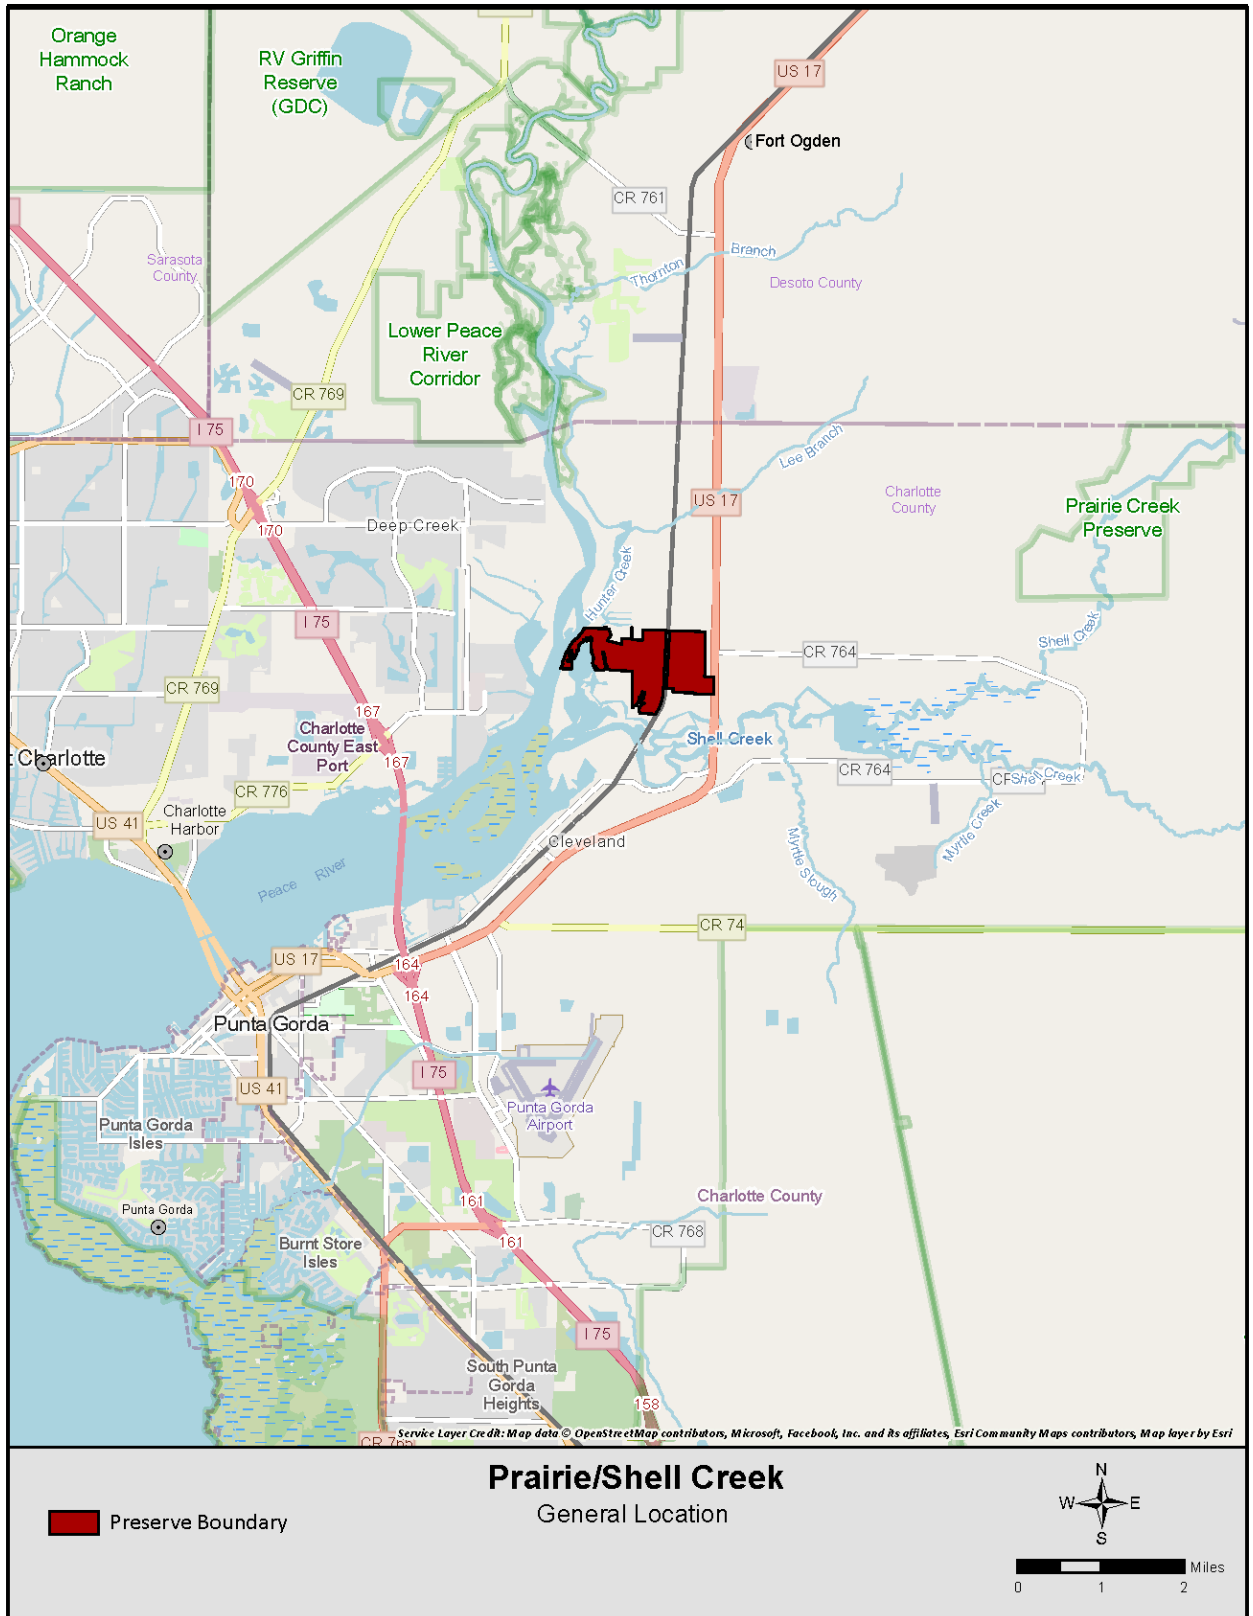 Orange
Hammock
Ranch
RV Griffin
Reserve
(GDC)
US 17
Fort Ogden
CR 761
Sarasota
County
Thornton
Branch
Desoto County
Lower Peace
River
Corridor
CR 769
I 75
Lee Branch
170
US 17
Charlotte
County
Prairie Creek
Preserve
170
Deep Creek
Hunter Creek
I 75
Shell Creek
CR 764
CR 769
167
Charlotte
County East
Port
167
Shell Creek
Charlotte
CR 764
Shell Creek
CR 776
US 41
Charlotte
Harbor
Cleveland
Myrtle Creek
Myrtle Slough
Peace River
CR 74
US 17
164
164
Punta Gorda
I 75
US 41
Punta Gorda
Airport
Punta Gorda
Isles
Charlotte County
161
Punta Gorda
CR 768
161
Burnt Store
Isles
I 75
South Punta
Gorda
Heights
158
CR 765
Service Layer Credit: Map data © OpenStreetMap contributors, Microsoft, Facebook, Inc. and its affiliates, Esri Community Maps contributors, Map layer by Esri
Prairie/Shell Creek
General Location
Preserve Boundary
N
W E
S
Miles
0 1 2